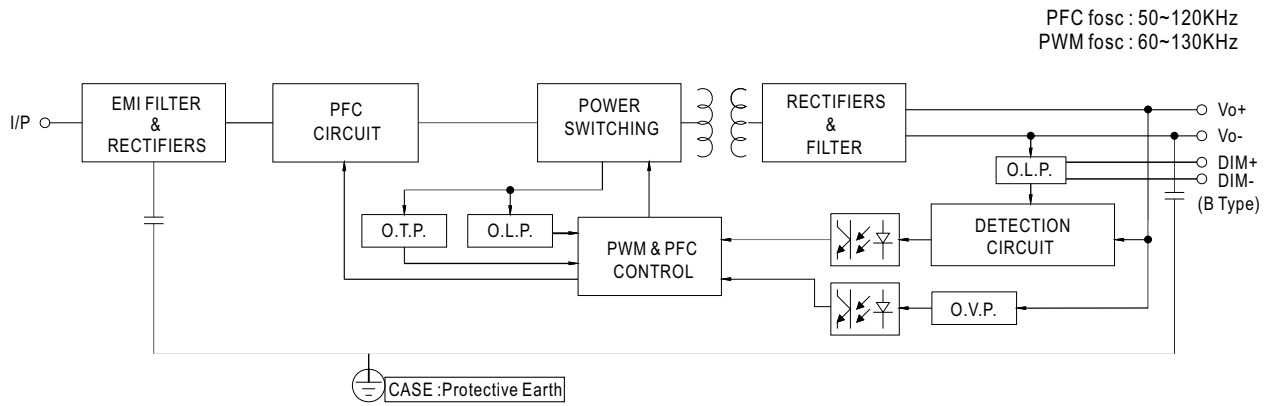 PFC fosc : 50~120KHz
PWM fosc : 60~130KHz
I/P
EMI FILTER
&
RECTIFIERS
PFC
CIRCUIT
POWER
SWITCHING
RECTIFIERS
&
FILTER
Vo+
Vo-
DIM+
DIM-
(B Type)
O.L.P.
O.T.P.
O.L.P.
PWM & PFC
CONTROL
DETECTION
CIRCUIT
O.V.P.
CASE :Protective Earth